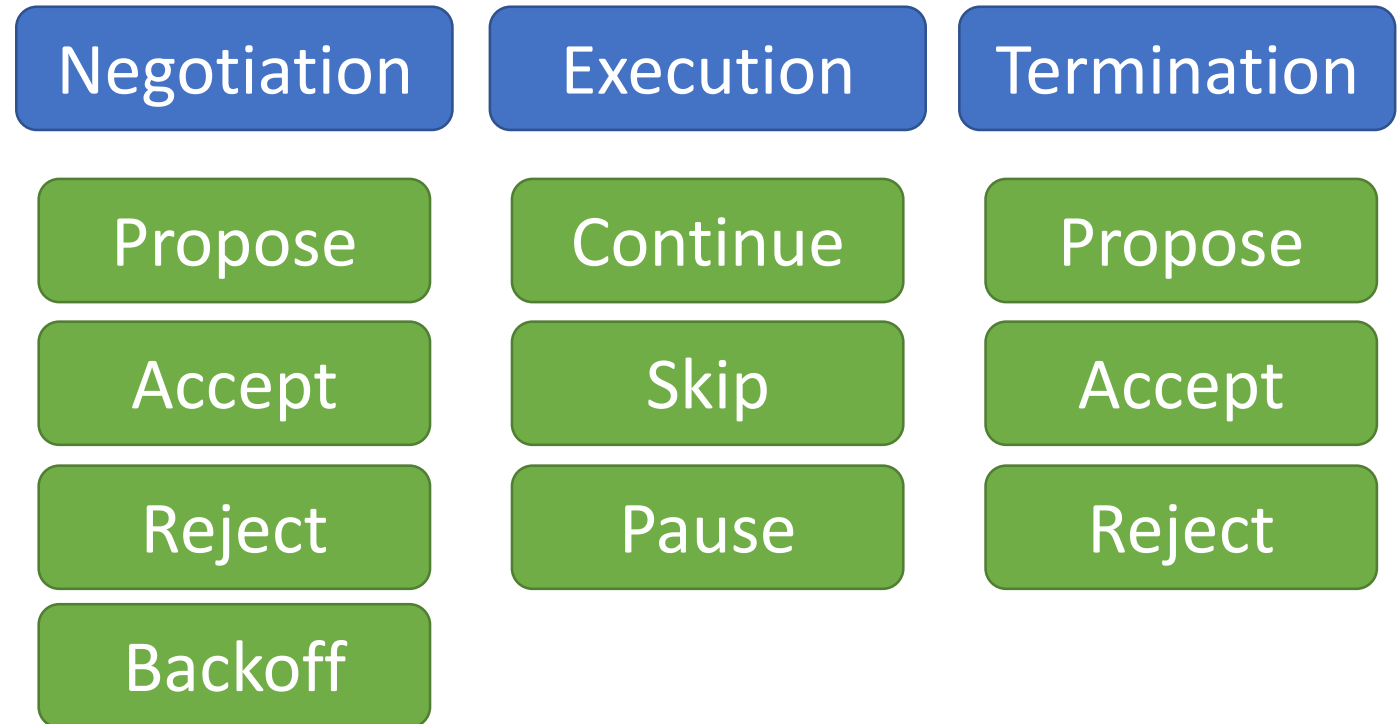 Negotiation
Execution
Termination
Propose
Continue
Propose
Accept
Skip
Accept
Reject
Pause
Reject
Backoff